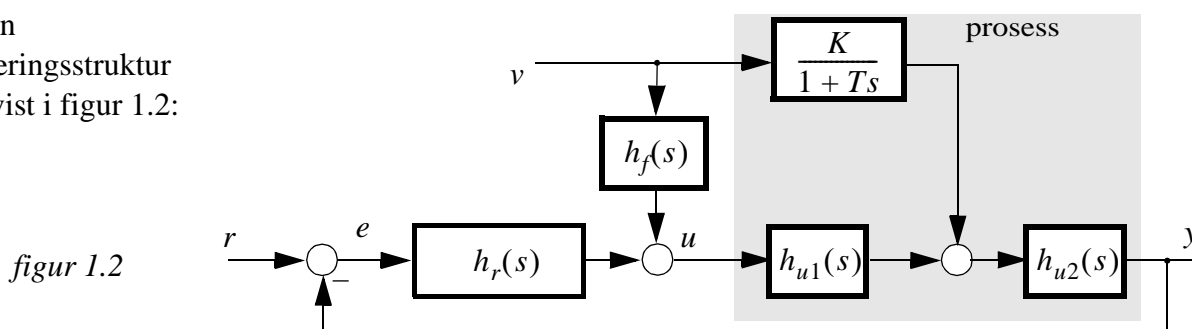 eringsstruktur
vist i figur 1.2:
prosess
v
K
1 + Ts
h_f(s)
r
e
h_r(s)
u
h_u1(s)
h_u2(s)
y
−
figur 1.2